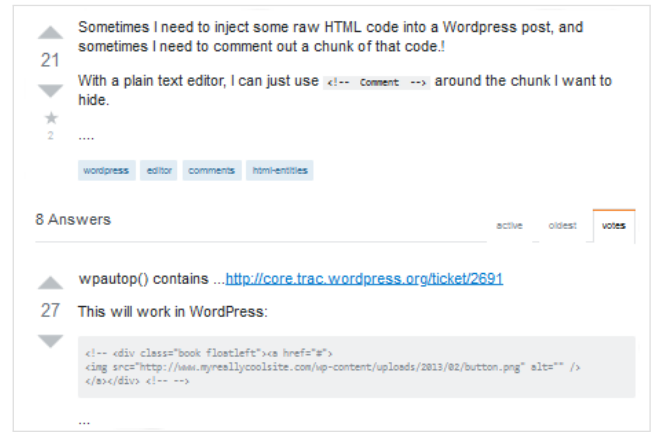 Sometimes I need to inject some raw HTML code into a Wordpress post, and
sometimes I need to comment out a chunk of that code.!
21
With a plain text editor, I can just use <!-- Comment --> around the chunk I want to
hide.
2
....
wordpress editor comments html-entities
8 Answers
active oldest votes
wpautop() contains ...http://core.trac.wordpress.org/ticket/2691
27
This will work in WordPress:
<!-- <div class="book floatleft"><a href="#">
<img src="http://www.myreallycoolsite.com/wp-content/uploads/2013/02/button.png" alt="" />
</a></div> <!-- -->
...